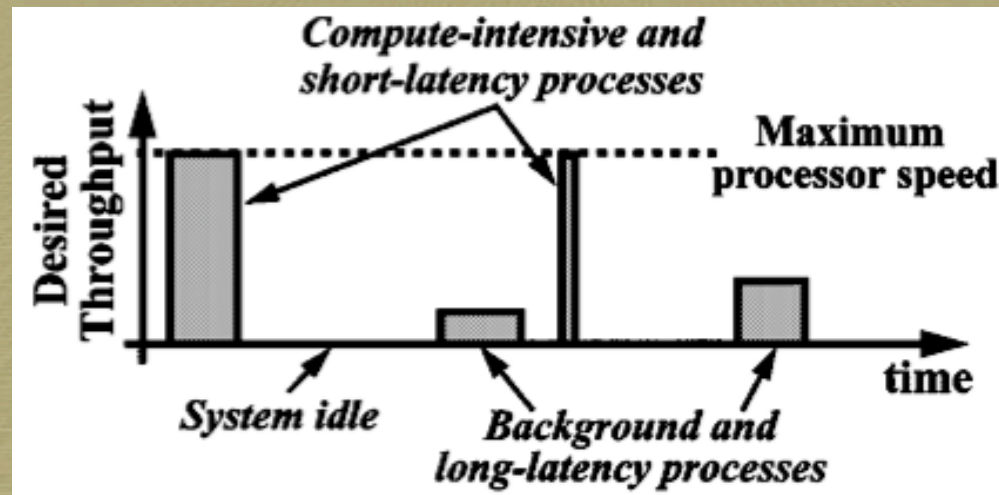 Compute-intensive and
short-latency processes
Desired
Throughput
Maximum
processor speed
time
System idle
Background and
long-latency processes